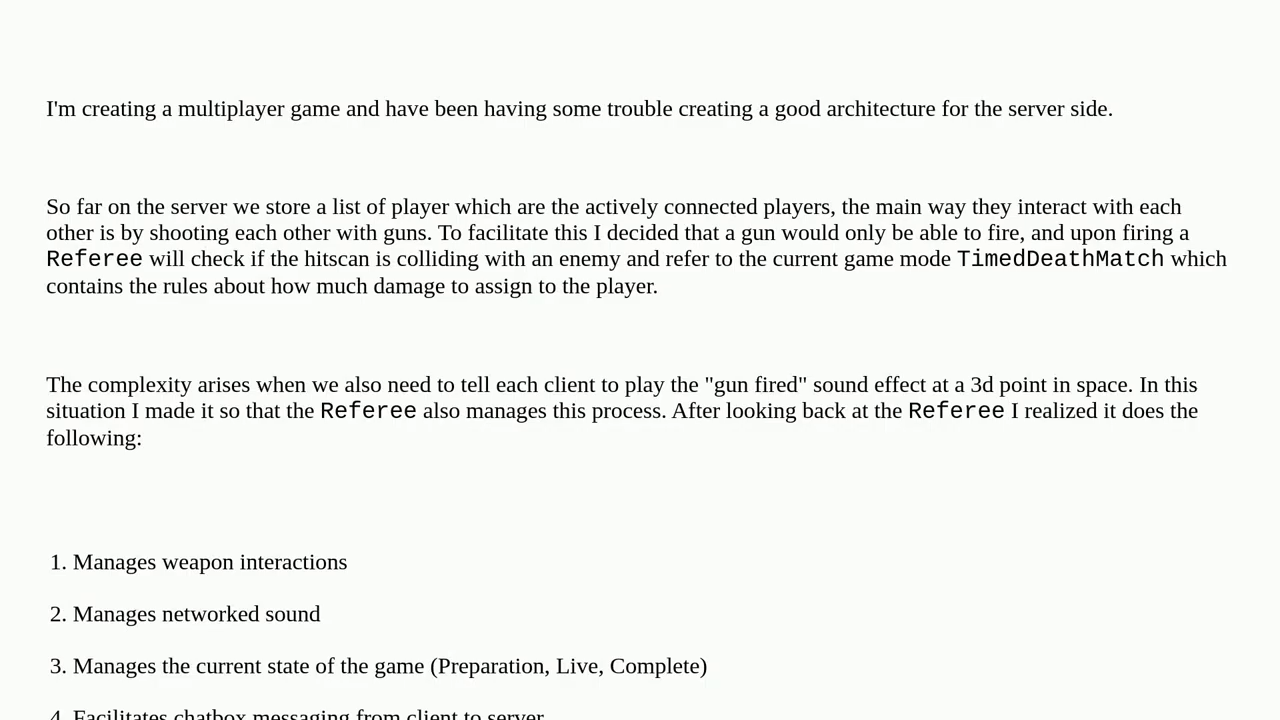 I'm creating a multiplayer game and have been having some trouble creating a good architecture for the server side.
So far on the server we store a list of player which are the actively connected players, the main way they interact with each
other is by shooting each other with guns. To facilitate this I decided that a gun would only be able to fire, and upon firing a
Referee will check if the hitscan is colliding with an enemy and refer to the current game mode TimedDeathMatch which
contains the rules about how much damage to assign to the player.
The complexity arises when we also need to tell each client to play the "gun fired" sound effect at a 3d point in space. In this
situation I made it so that the Referee also manages this process. After looking back at the Referee I realized it does the
following:
1. Manages weapon interactions
2. Manages networked sound
3. Manages the current state of the game (Preparation, Live, Complete)
4. Facilitates chatbox messaging from client to server